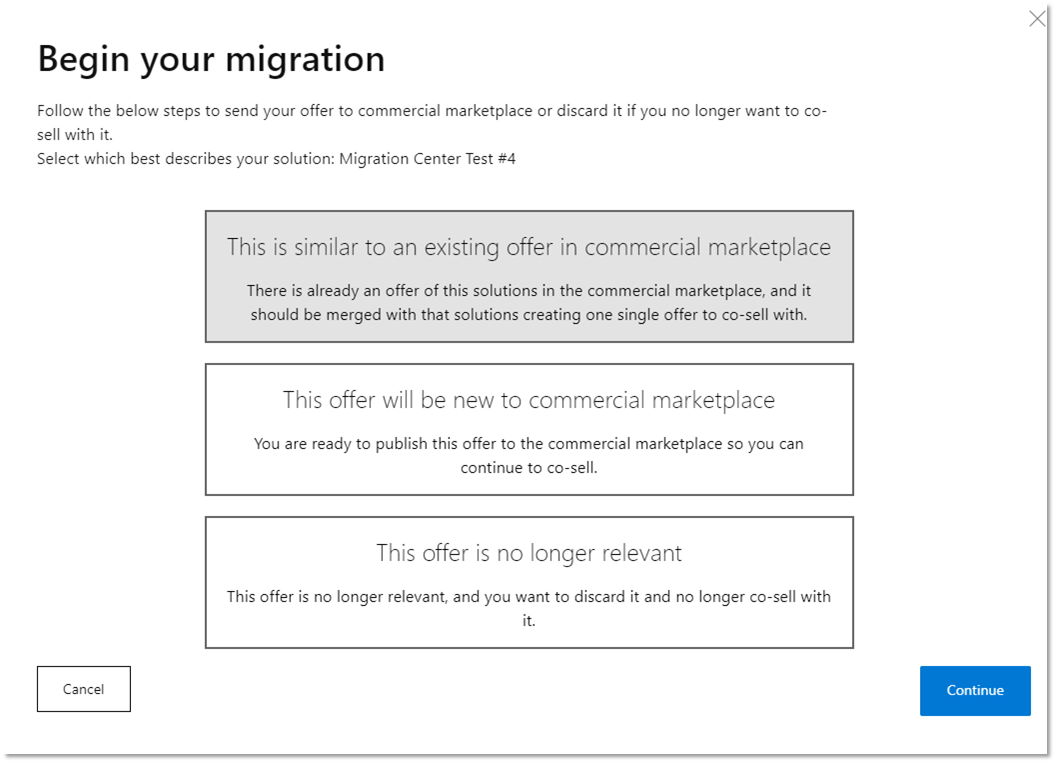 Begin your migration
Follow the below steps to send your offer to commercial marketplace or discard it if you no longer want to co-
sell with it.
Select which best describes your solution: Migration Center Test #4
This is similar to an existing offer in commercial marketplace
There is already an offer of this solutions in the commercial marketplace, and it
should be merged with that solutions creating one single offer to co-sell with.
This offer will be new to commercial marketplace
You are ready to publish this offer to the commercial marketplace so you can
continue to co-sell.
This offer is no longer relevant
This offer is no longer relevant, and you want to discard it and no longer co-sell with
it.
Cancel
Continue